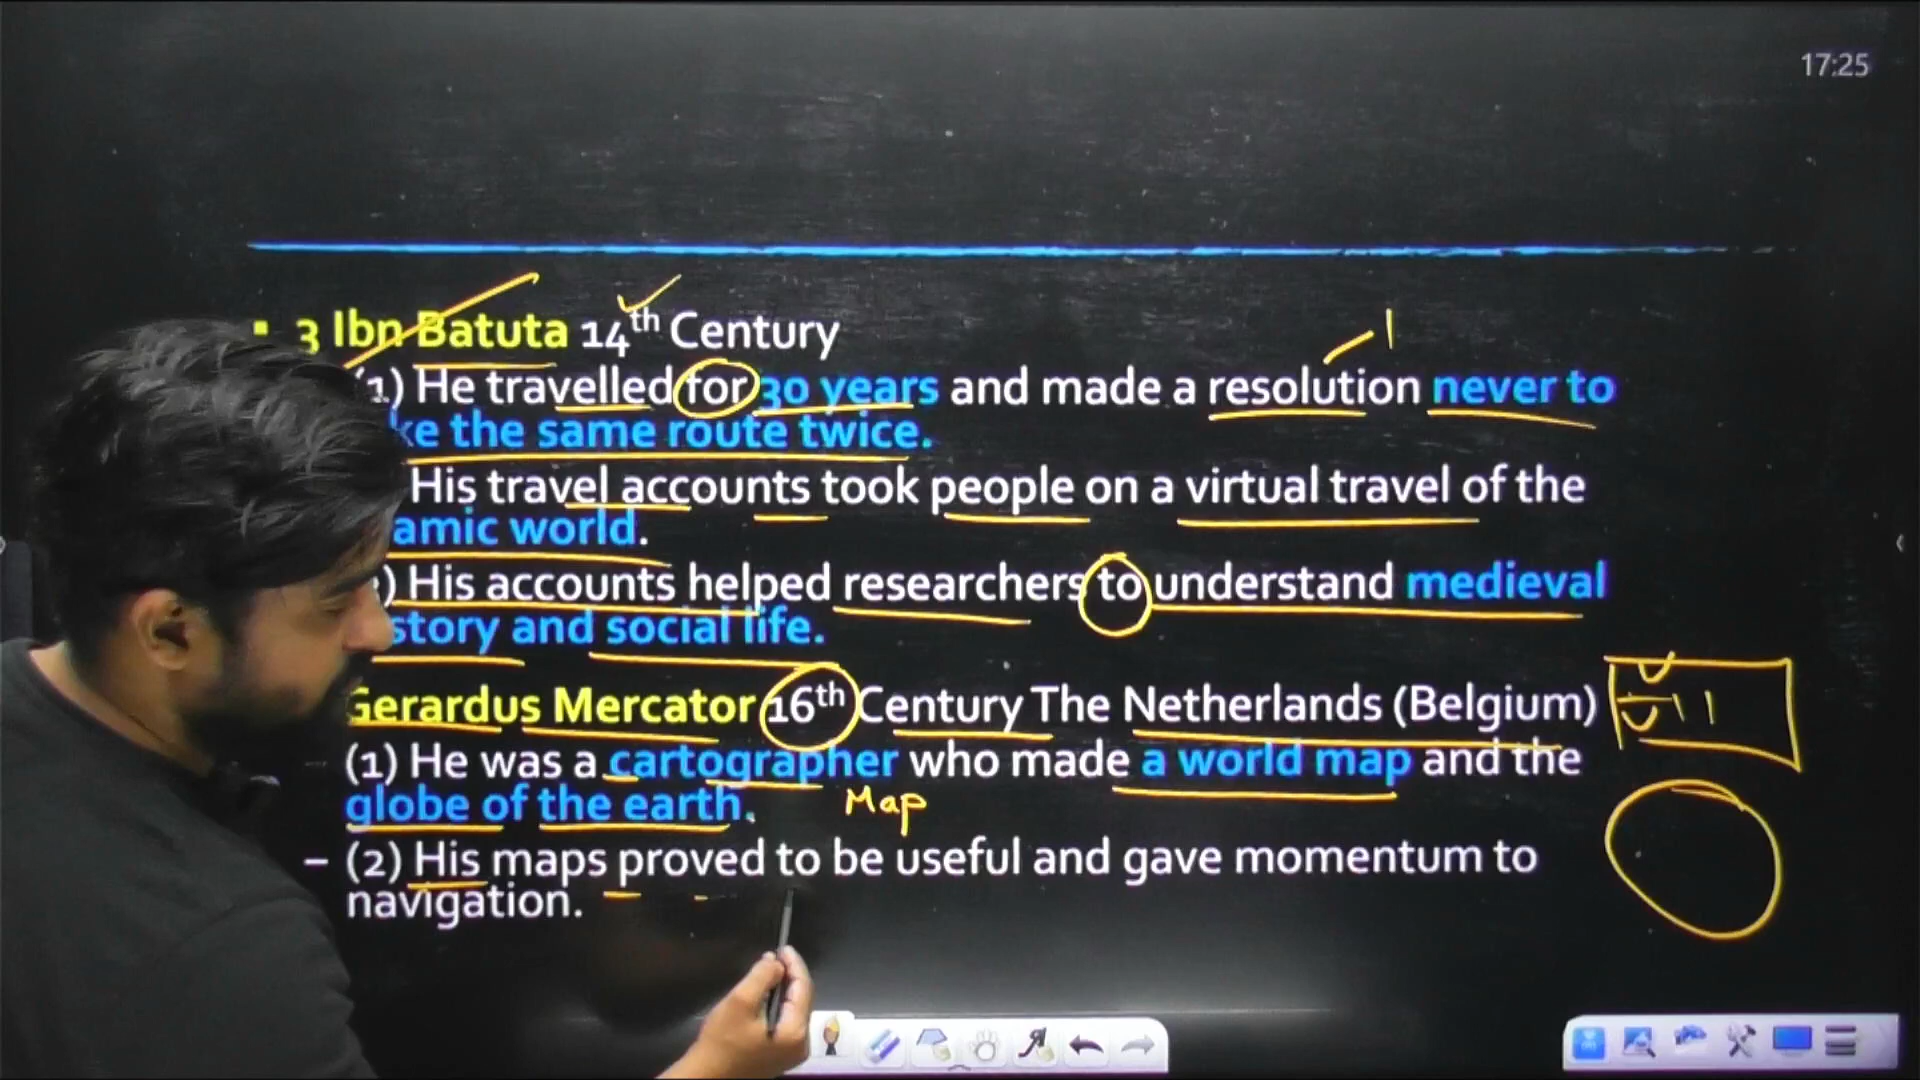 17:25
3 Ibn Batuta 14th Century
(1) He travelled for 30 years and made a resolution never to
the same route twice.
His travel accounts took people on a virtual travel of the
world.
) His accounts helped researchers to understand medieval
and social life.
Gerardus Mercator 16th Century The Netherlands (Belgium)
(1) He was a cartographer who made a world map and the
globe of the earth.
Map
– (2) His maps proved to be useful and gave momentum to
navigation.